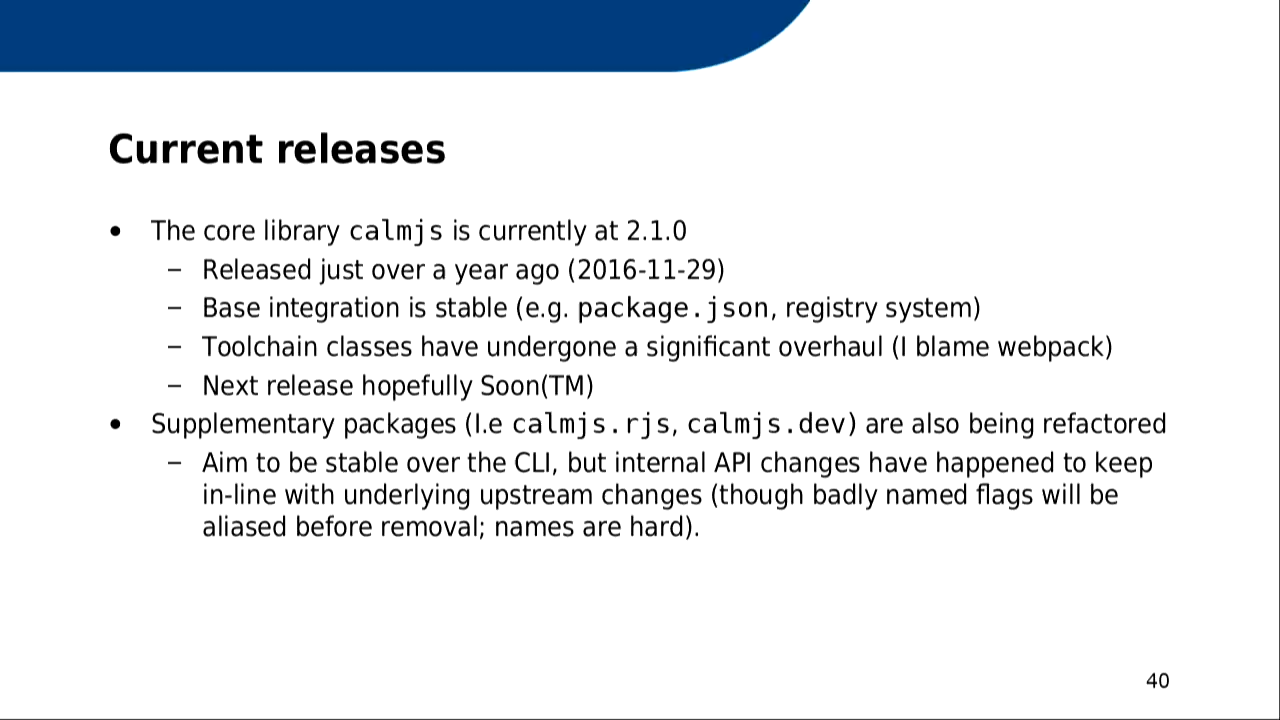 Current releases
• The core library calmjs is currently at 2.1.0
– Released just over a year ago (2016-11-29)
– Base integration is stable (e.g. package.json, registry system)
– Toolchain classes have undergone a significant overhaul (I blame webpack)
– Next release hopefully Soon(TM)
• Supplementary packages (I.e calmjs.rjs, calmjs.dev) are also being refactored
– Aim to be stable over the CLI, but internal API changes have happened to keep
in-line with underlying upstream changes (though badly named flags will be
aliased before removal; names are hard).
40